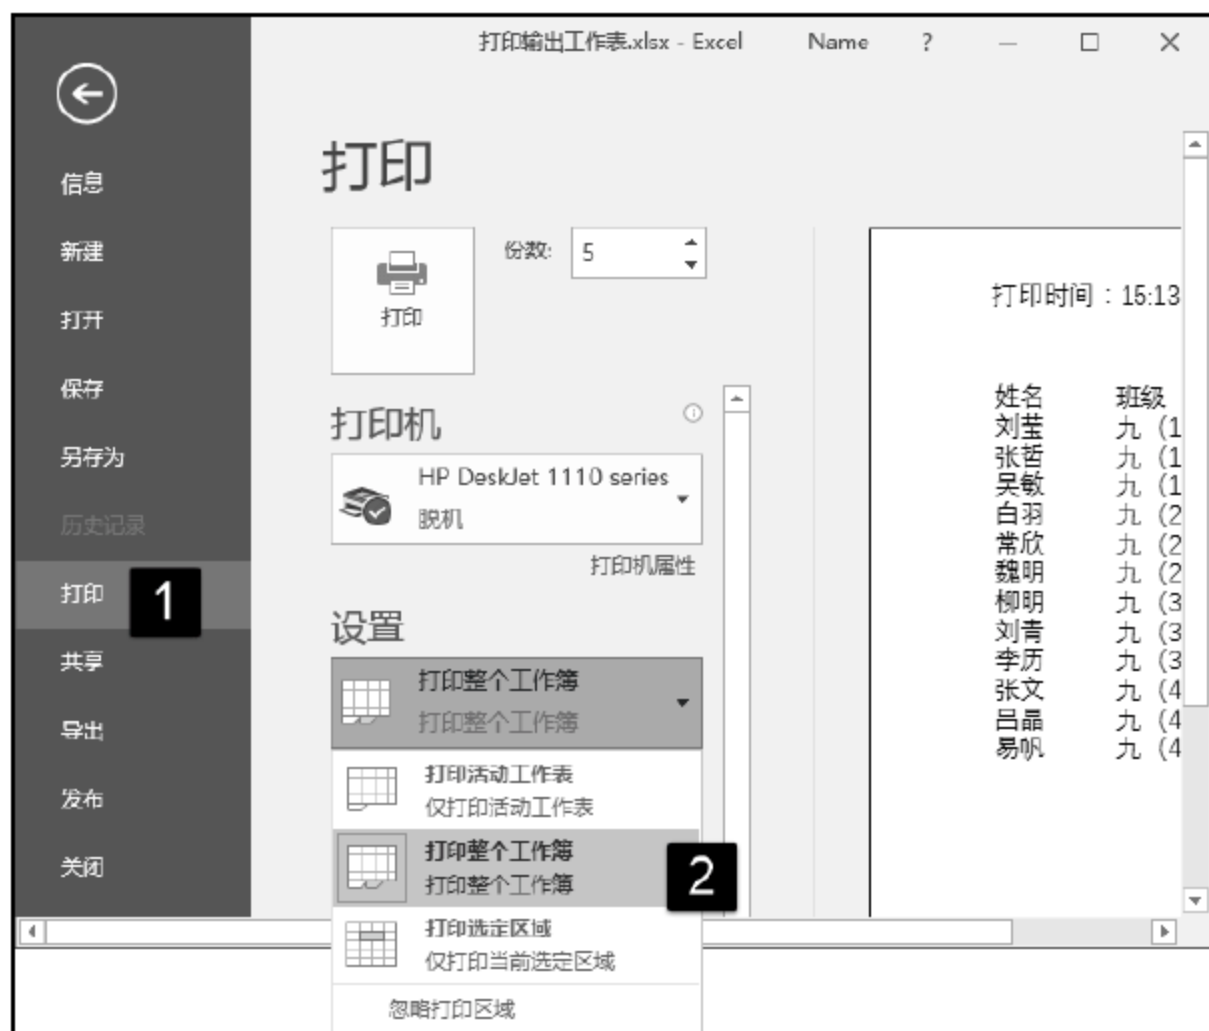 打印输出工作表.xlsx - Excel Name ?
信息
新建
打开
保存
另存为
历史记录
打印
1
共享
导出
发布
关闭
打印
打印
份数: 5
打印机
HP DeskJet 1110 series
脱机
打印机属性
设置
打印整个工作簿
打印整个工作簿
打印活动工作表
仅打印活动工作表
打印整个工作簿
打印整个工作簿
2
打印选定区域
仅打印当前选定区域
忽略打印区域
打印时间：15:13
姓名 班级
刘莹 九（1
张哲 九（1
吴敏 九（1
白羽 九（2
常欣 九（2
魏明 九（2
柳明 九（3
刘青 九（3
李历 九（3
张文 九（4
吕晶 九（4
易帆 九（4